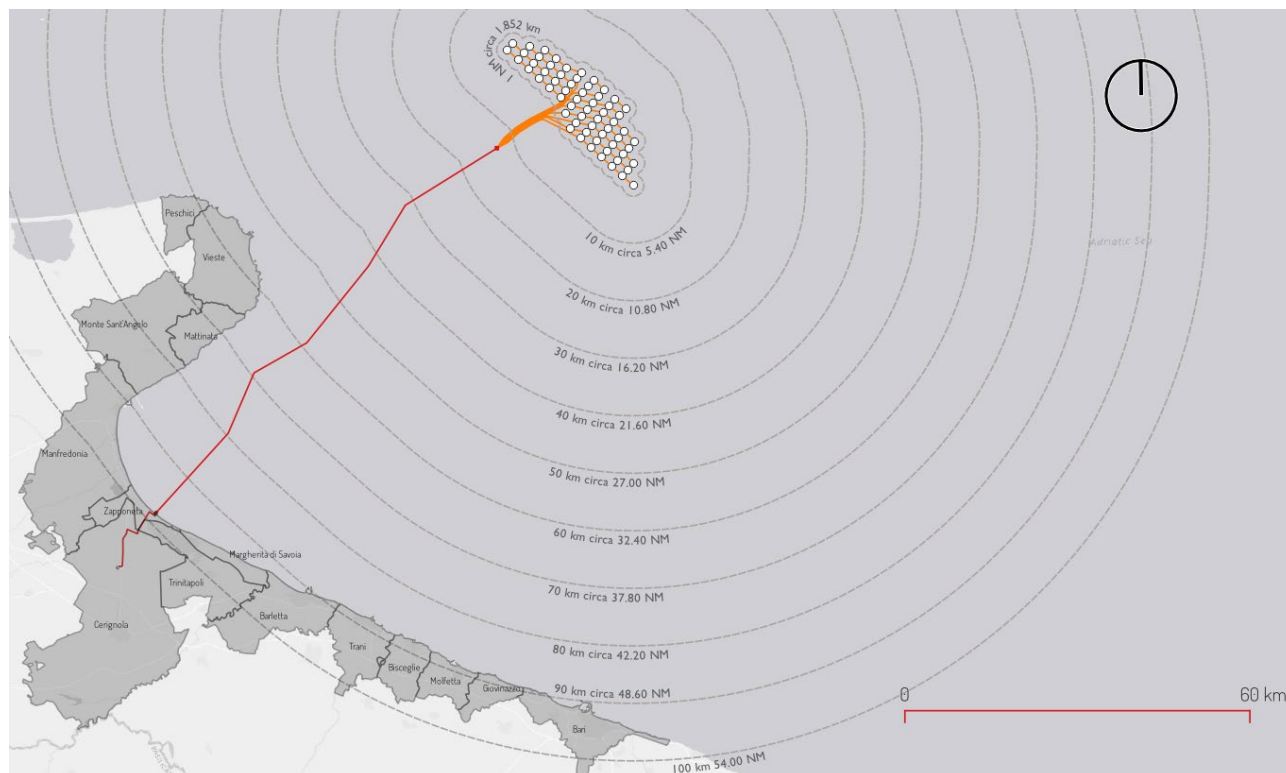 circa 1.852 km
1 NM
10 km circa 5.40 NM
20 km circa 10.80 NM
30 km circa 16.20 NM
40 km circa 21.60 NM
50 km circa 27.00 NM
60 km circa 32.40 NM
70 km circa 37.80 NM
80 km circa 42.20 NM
90 km circa 48.60 NM
100 km 54.00 NM
Adriatic Sea
Peschici
Vieste
Monte Sant'Angelo
Mattinata
Manfredonia
Zapponeta
Margherita di Savoia
Trinitapoli
Barletta
Cerignola
Trani
Bisceglie
Molfetta
Giovinazzo
Bari
0
60 km